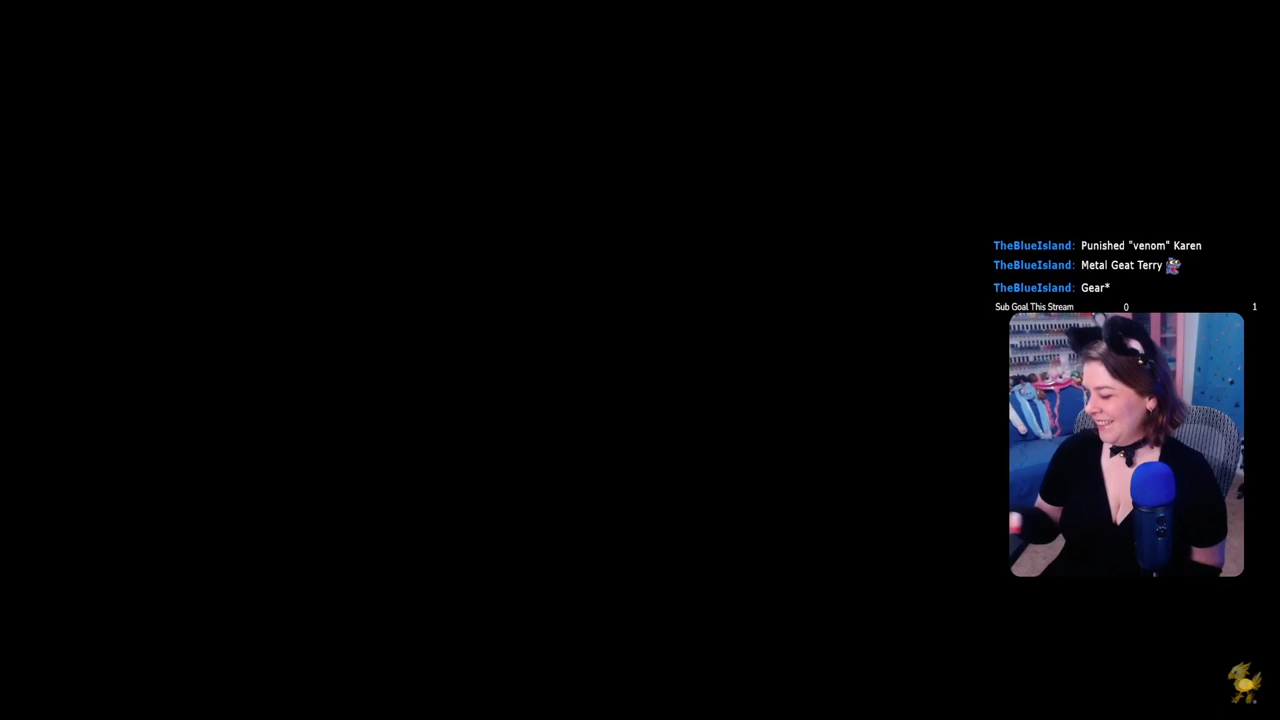 TheBlueIsland: Punished "venom" Karen
TheBlueIsland: Metal Geat Terry
TheBlueIsland: Gear*
Sub Goal This Stream 0 1